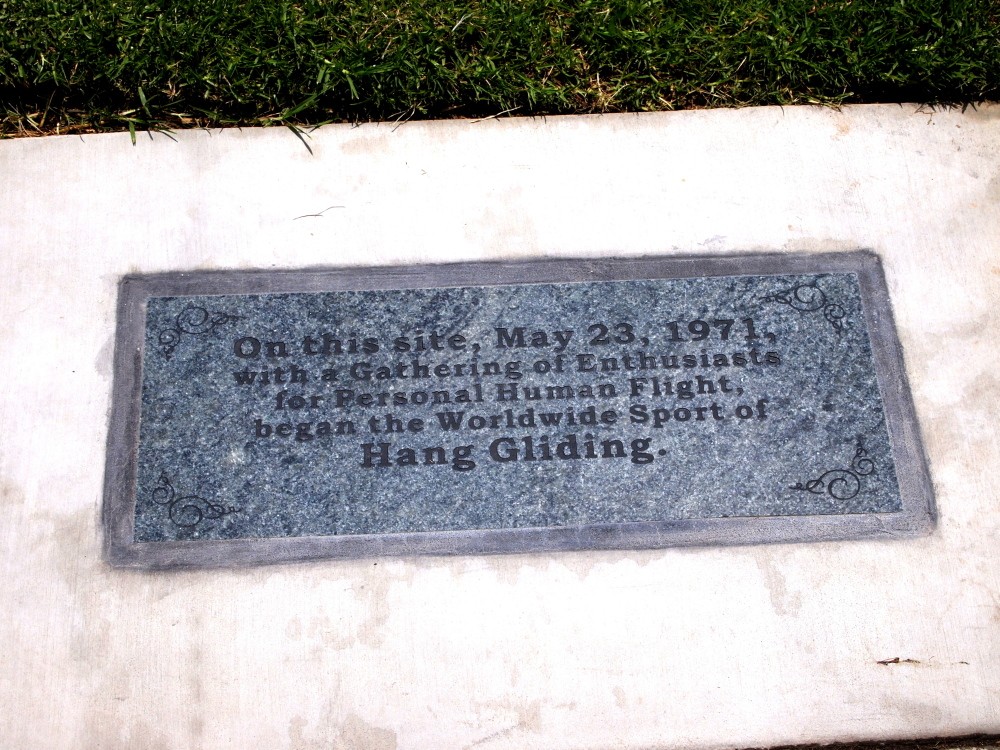 On this site, May 23, 1971,
with a Gathering of Enthusiasts
for Personal Human Flight,
began the Worldwide Sport of
Hang Gliding.